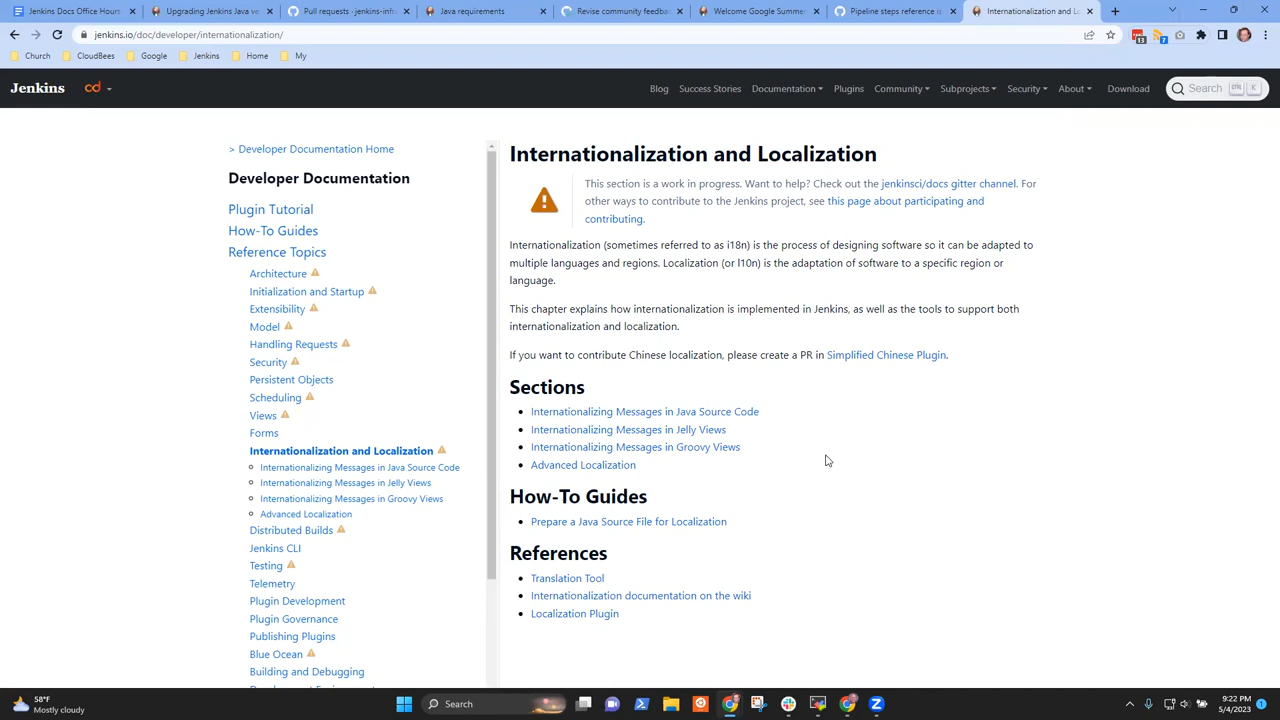 Jenkins Docs Office Hours
Upgrading Jenkins Java ve
Pull requests · jenkins-infra
Java requirements
Revise community feedba
Welcome Google Summe
Pipeline steps reference is
Internationalization and Lo
jenkins.io/doc/developer/internationalization/
13
7
Church
CloudBees
Google
Jenkins
Home
My
Jenkins
cd
Blog
Success Stories
Documentation
Plugins
Community
Subprojects
Security
About
Download
Search
K
> Developer Documentation Home
Developer Documentation
Plugin Tutorial
How-To Guides
Reference Topics
Architecture
Initialization and Startup
Extensibility
Model
Handling Requests
Security
Persistent Objects
Scheduling
Views
Forms
Internationalization and Localization
Internationalizing Messages in Java Source Code
Internationalizing Messages in Jelly Views
Internationalizing Messages in Groovy Views
Advanced Localization
Distributed Builds
Jenkins CLI
Testing
Telemetry
Plugin Development
Plugin Governance
Publishing Plugins
Blue Ocean
Building and Debugging
Internationalization and Localization
This section is a work in progress. Want to help? Check out the jenkinsci/docs gitter channel. For
other ways to contribute to the Jenkins project, see this page about participating and
contributing.
Internationalization (sometimes referred to as i18n) is the process of designing software so it can be adapted to
multiple languages and regions. Localization (or l10n) is the adaptation of software to a specific region or
language.
This chapter explains how internationalization is implemented in Jenkins, as well as the tools to support both
internationalization and localization.
If you want to contribute Chinese localization, please create a PR in Simplified Chinese Plugin.
Sections
Internationalizing Messages in Java Source Code
Internationalizing Messages in Jelly Views
Internationalizing Messages in Groovy Views
Advanced Localization
How-To Guides
Prepare a Java Source File for Localization
References
Translation Tool
Internationalization documentation on the wiki
Localization Plugin
58°F
Mostly cloudy
Search
9:22 PM
5/4/2023